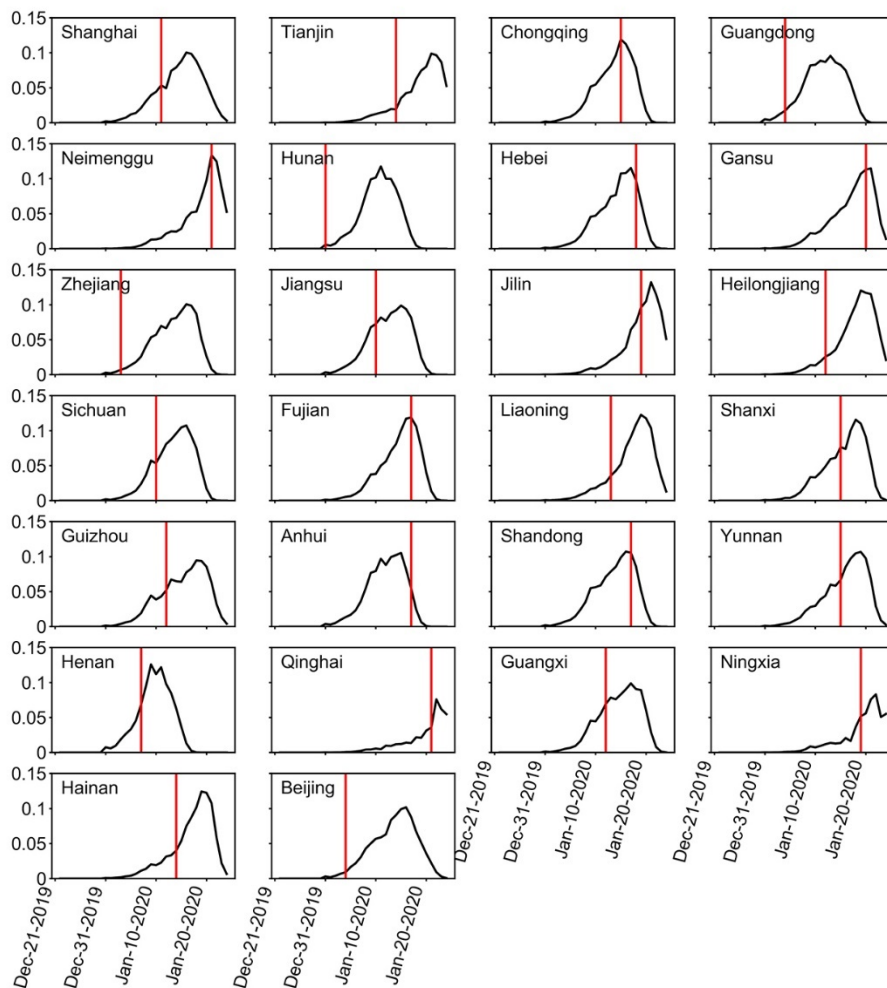 0.15
0.1
0.05
0
Shanghai
Tianjin
Chongqing
Guangdong
0.15
0.1
0.05
0
Neimenggu
Hunan
Hebei
Gansu
0.15
0.1
0.05
0
Zhejiang
Jiangsu
Jilin
Heilongjiang
0.15
0.1
0.05
0
Sichuan
Fujian
Liaoning
Shanxi
0.15
0.1
0.05
0
Guizhou
Anhui
Shandong
Yunnan
0.15
0.1
0.05
0
Henan
Qinghai
Guangxi
Ningxia
Dec-21-2019
Dec-31-2019
Jan-10-2020
Jan-20-2020
Dec-21-2019
Dec-31-2019
Jan-10-2020
Jan-20-2020
0.15
0.1
0.05
0
Hainan
Beijing
Dec-21-2019
Dec-31-2019
Jan-10-2020
Jan-20-2020
Dec-21-2019
Dec-31-2019
Jan-10-2020
Jan-20-2020